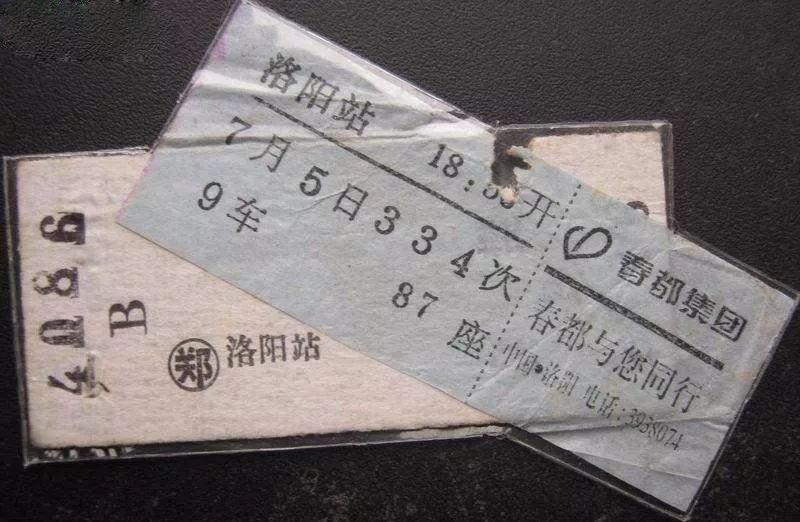 洛阳站 18:5 开
7月5日334次
9车 87座
春都集团
春都与您同行
中国·洛阳 电话:3938074
40086
B
郑 洛阳站